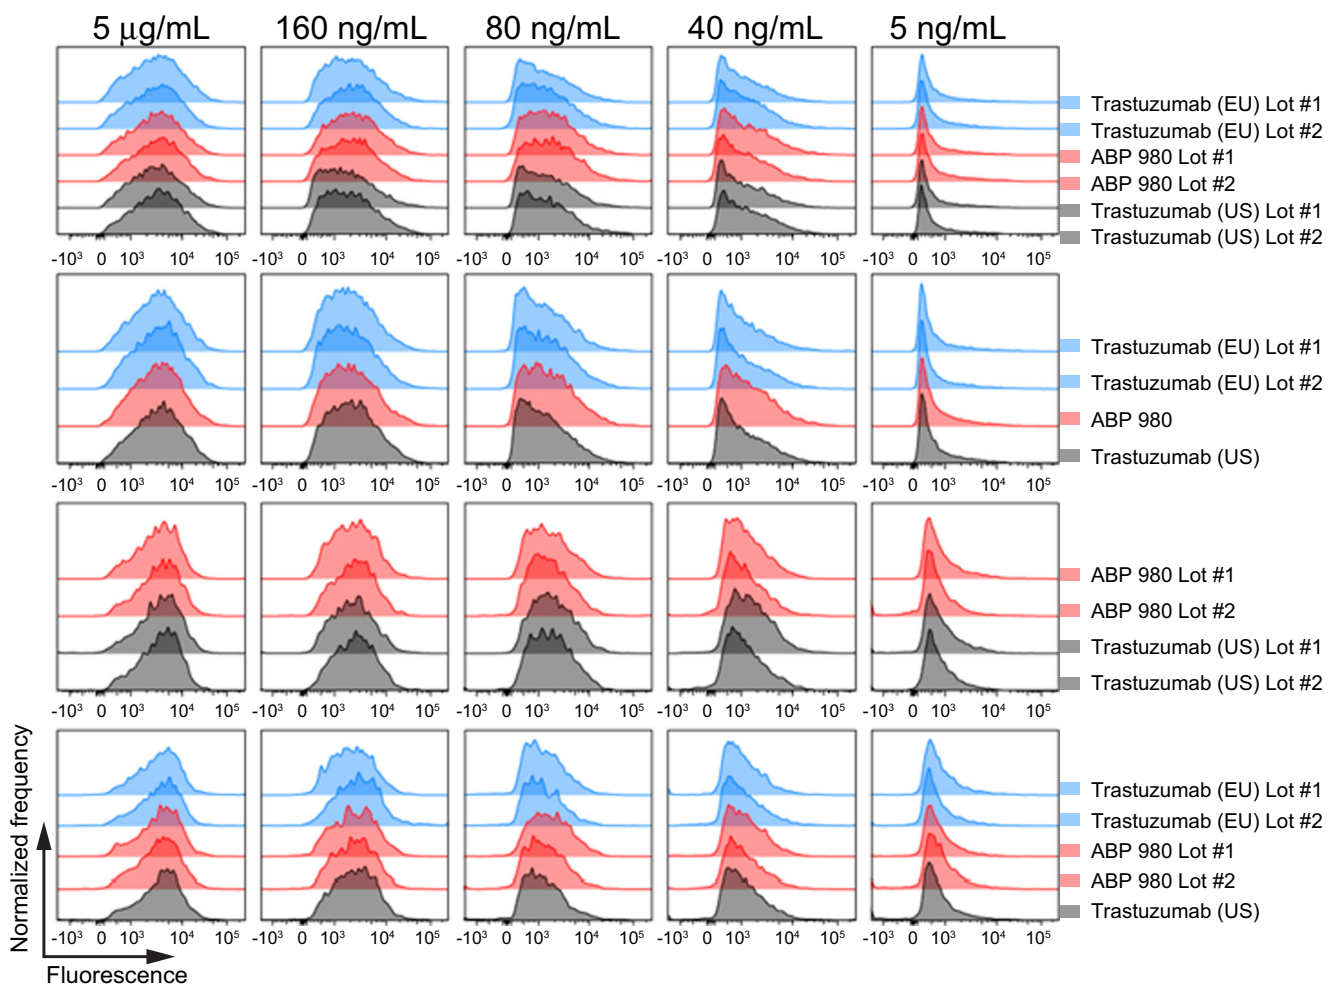 5 μg/mL 160 ng/mL 80 ng/mL 40 ng/mL 5 ng/mL
Trastuzumab (EU) Lot #1
Trastuzumab (EU) Lot #2
ABP 980 Lot #1
ABP 980 Lot #2
Trastuzumab (US) Lot #1
Trastuzumab (US) Lot #2
-10³ 0 10³ 10⁴ 10⁵ -10³ 0 10³ 10⁴ 10⁵ -10³ 0 10³ 10⁴ 10⁵ -10³ 0 10³ 10⁴ 10⁵ -10³ 0 10³ 10⁴ 10⁵
Trastuzumab (EU) Lot #1
Trastuzumab (EU) Lot #2
ABP 980
Trastuzumab (US)
-10³ 0 10³ 10⁴ 10⁵ -10³ 0 10³ 10⁴ 10⁵ -10³ 0 10³ 10⁴ 10⁵ -10³ 0 10³ 10⁴ 10⁵ -10³ 0 10³ 10⁴ 10⁵
ABP 980 Lot #1
ABP 980 Lot #2
Trastuzumab (US) Lot #1
Trastuzumab (US) Lot #2
-10³ 0 10³ 10⁴ 10⁵ -10³ 0 10³ 10⁴ 10⁵ -10³ 0 10³ 10⁴ 10⁵ -10³ 0 10³ 10⁴ 10⁵ -10³ 0 10³ 10⁴ 10⁵
Trastuzumab (EU) Lot #1
Trastuzumab (EU) Lot #2
ABP 980 Lot #1
ABP 980 Lot #2
Trastuzumab (US)
-10³ 0 10³ 10⁴ 10⁵ -10³ 0 10³ 10⁴ 10⁵ -10³ 0 10³ 10⁴ 10⁵ -10³ 0 10³ 10⁴ 10⁵ -10³ 0 10³ 10⁴ 10⁵
Normalized frequency
Fluorescence